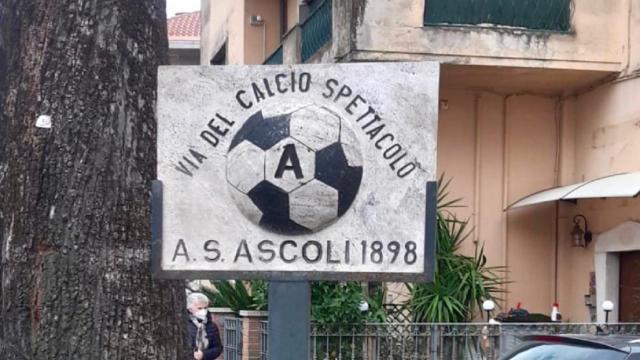 VIA DEL CALCIO SPETTACOLO
A
A.S. ASCOLI 1898